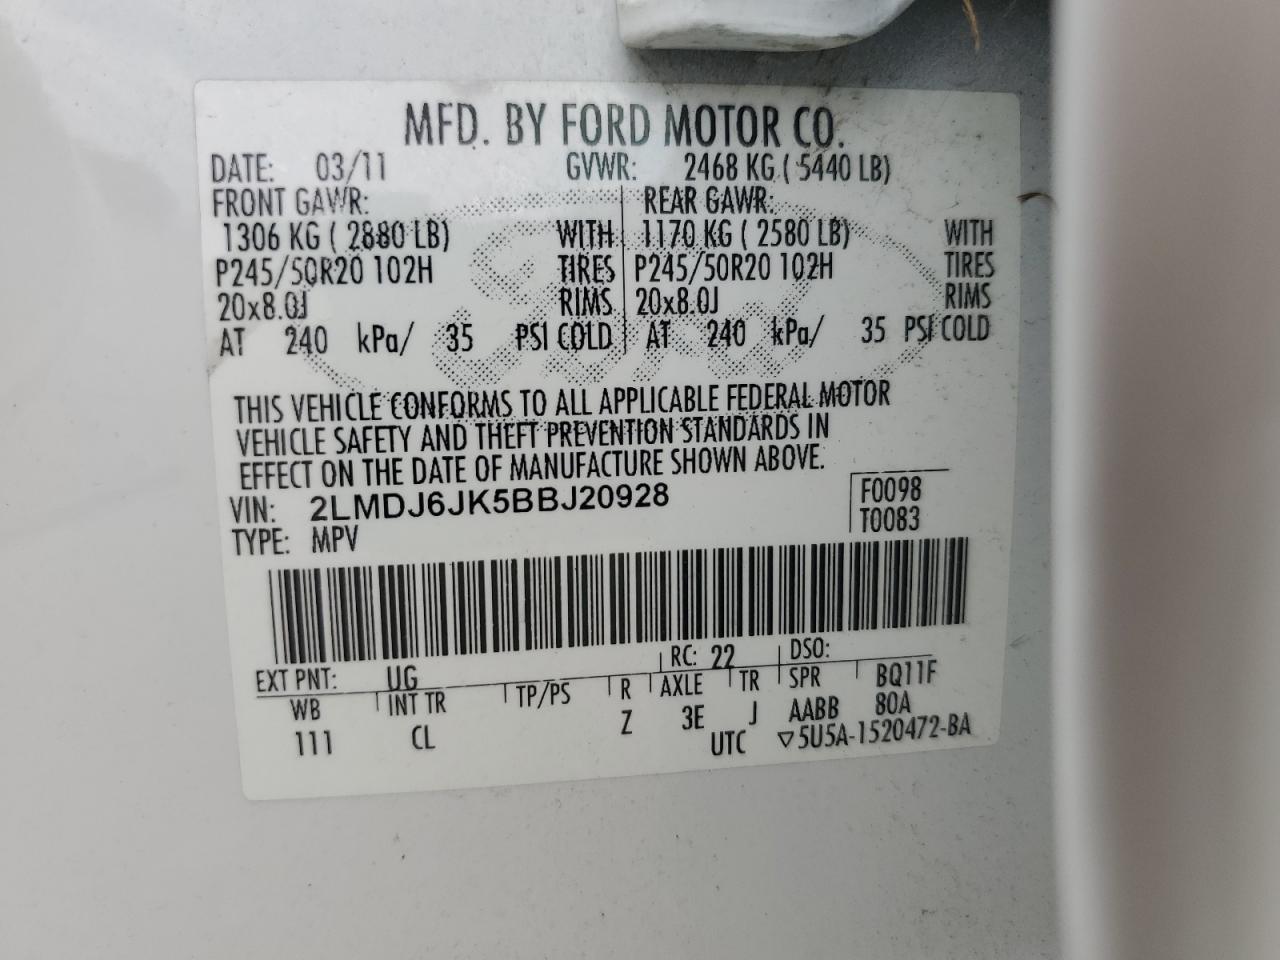 MFD. BY FORD MOTOR CO.
DATE: 03/11 GVWR: 2468 KG ( 5440 LB)
FRONT GAWR: REAR GAWR:
1306 KG ( 2880 LB) WITH 1170 KG ( 2580 LB) WITH
P245/50R20 102H TIRES P245/50R20 102H TIRES
20x8.0J RIMS 20x8.0J RIMS
AT 240 kPa/ 35 PSI COLD AT 240 kPa/ 35 PSI COLD
THIS VEHICLE CONFORMS TO ALL APPLICABLE FEDERAL MOTOR
VEHICLE SAFETY AND THEFT PREVENTION STANDARDS IN
EFFECT ON THE DATE OF MANUFACTURE SHOWN ABOVE.
VIN: 2LMDJ6JK5BBJ20928 F0098
TYPE: MPV T0083
EXT PNT: UG RC: 22 DSO:
WB INT TR TP/PS R AXLE TR SPR BQ11F
111 CL Z 3E J AABB 80A
UTC ▽5U5A-1520472-BA